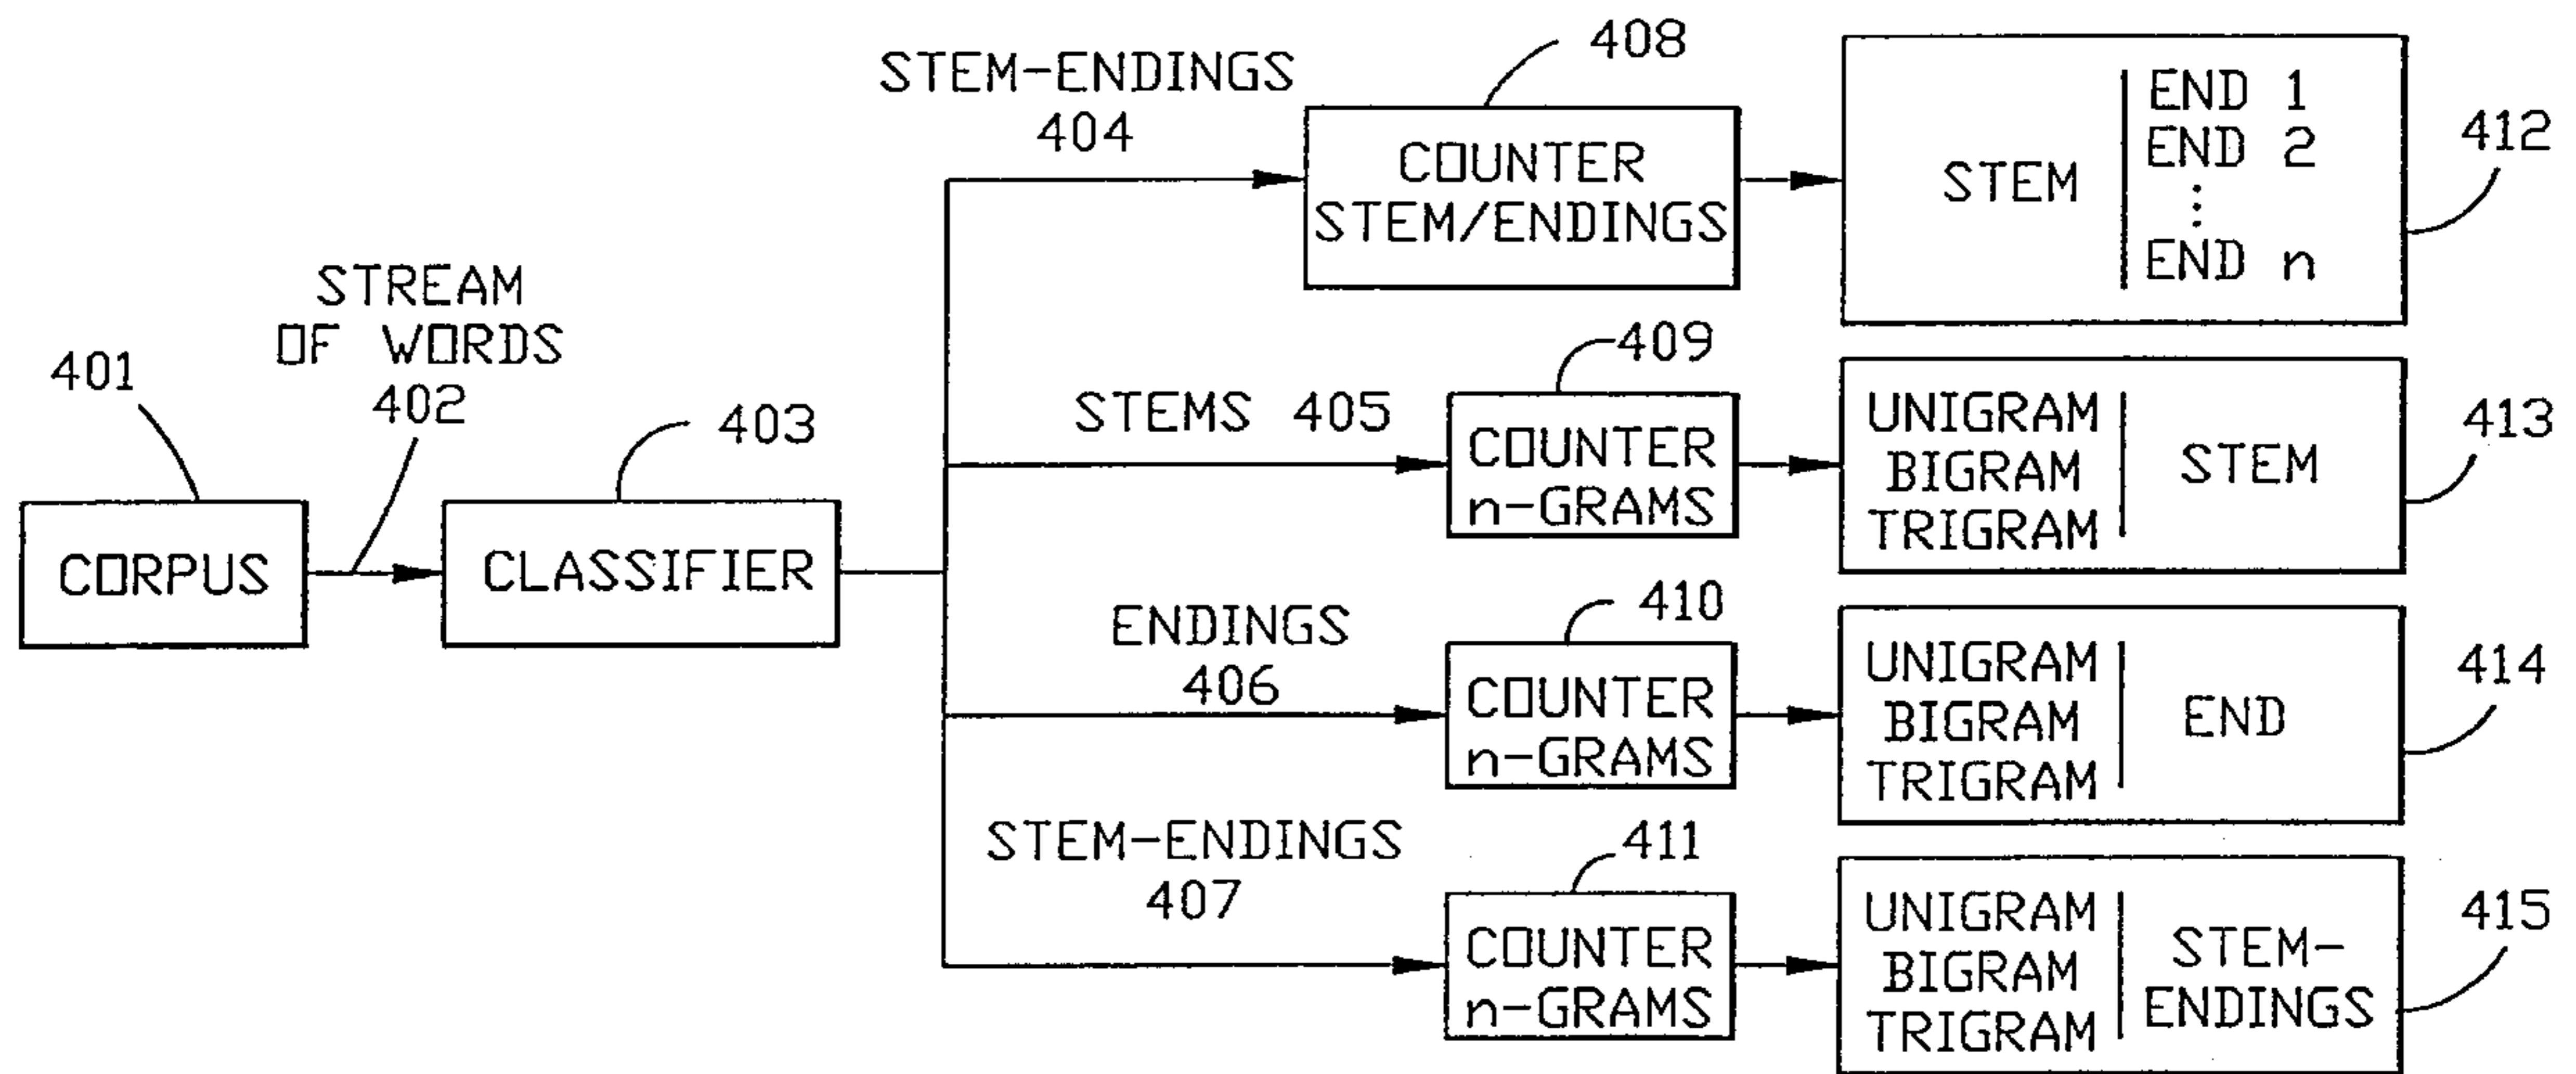 401
CORPUS
STREAM
OF WORDS
402
403
CLASSIFIER
STEM-ENDINGS
404
408
COUNTER
STEM/ENDINGS
STEM
END 1
END 2
⋮
END n
412
STEMS 405
409
COUNTER
n-GRAMS
UNIGRAM
BIGRAM
TRIGRAM
STEM
413
ENDINGS
406
410
COUNTER
n-GRAMS
UNIGRAM
BIGRAM
TRIGRAM
END
414
STEM-ENDINGS
407
411
COUNTER
n-GRAMS
UNIGRAM
BIGRAM
TRIGRAM
STEM-
ENDINGS
415